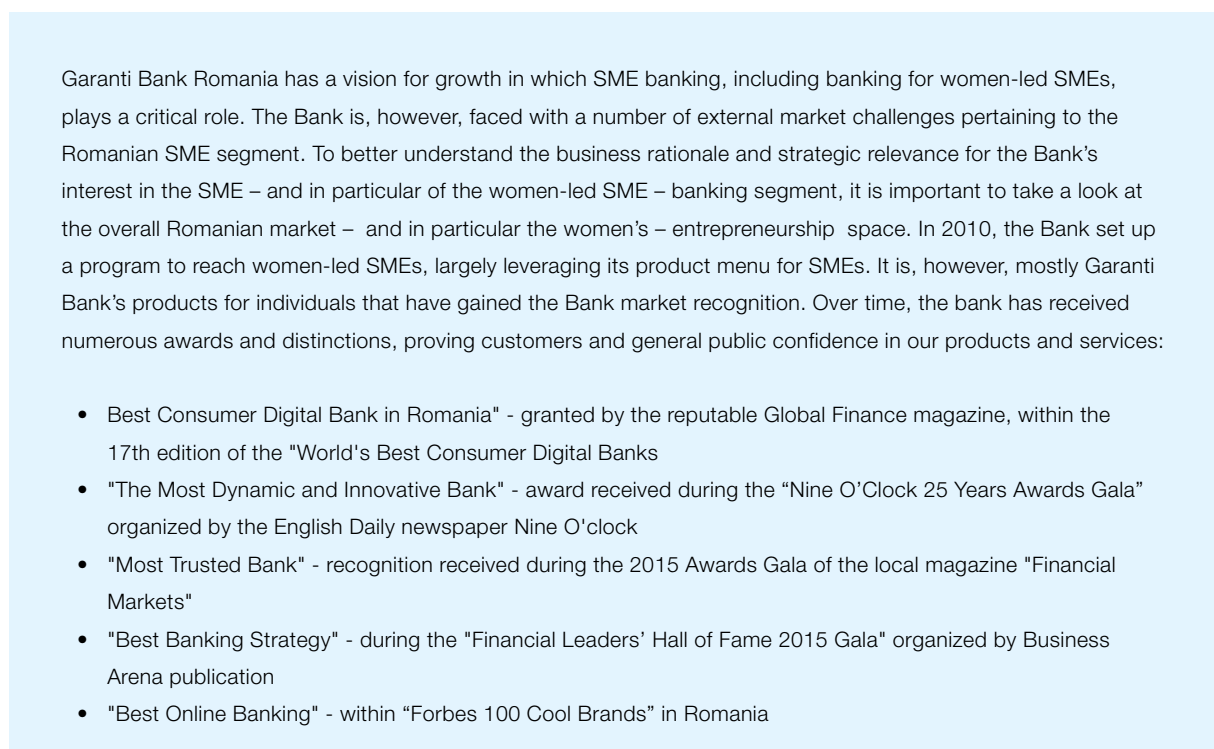 Garanti Bank Romania has a vision for growth in which SME banking, including banking for women-led SMEs,
plays a critical role. The Bank is, however, faced with a number of external market challenges pertaining to the
Romanian SME segment. To better understand the business rationale and strategic relevance for the Bank’s
interest in the SME – and in particular of the women-led SME – banking segment, it is important to take a look at
the overall Romanian market –  and in particular the women’s – entrepreneurship  space. In 2010, the Bank set up
a program to reach women-led SMEs, largely leveraging its product menu for SMEs. It is, however, mostly Garanti
Bank’s products for individuals that have gained the Bank market recognition. Over time, the bank has received
numerous awards and distinctions, proving customers and general public confidence in our products and services:
• Best Consumer Digital Bank in Romania" - granted by the reputable Global Finance magazine, within the
17th edition of the "World's Best Consumer Digital Banks
• "The Most Dynamic and Innovative Bank" - award received during the “Nine O’Clock 25 Years Awards Gala”
organized by the English Daily newspaper Nine O'clock
• "Most Trusted Bank" - recognition received during the 2015 Awards Gala of the local magazine "Financial
Markets"
• "Best Banking Strategy" - during the "Financial Leaders’ Hall of Fame 2015 Gala" organized by Business
Arena publication
• "Best Online Banking" - within “Forbes 100 Cool Brands” in Romania